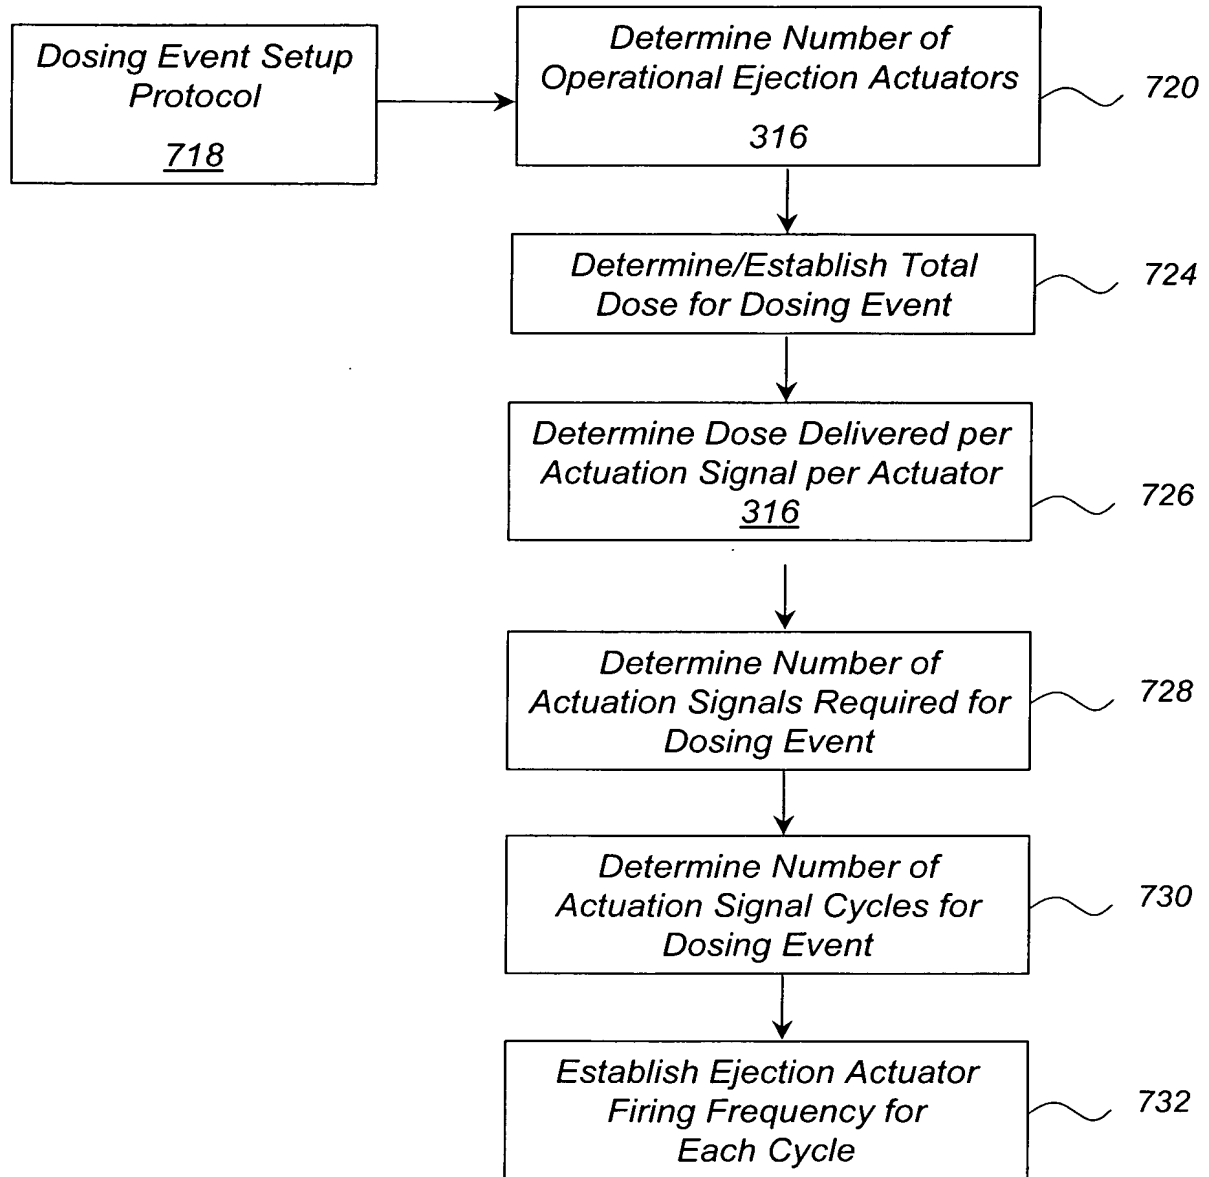 Dosing Event Setup
Protocol
718
Determine Number of
Operational Ejection Actuators
316
720
Determine/Establish Total
Dose for Dosing Event
724
Determine Dose Delivered per
Actuation Signal per Actuator
316
726
Determine Number of
Actuation Signals Required for
Dosing Event
728
Determine Number of
Actuation Signal Cycles for
Dosing Event
730
Establish Ejection Actuator
Firing Frequency for
Each Cycle
732